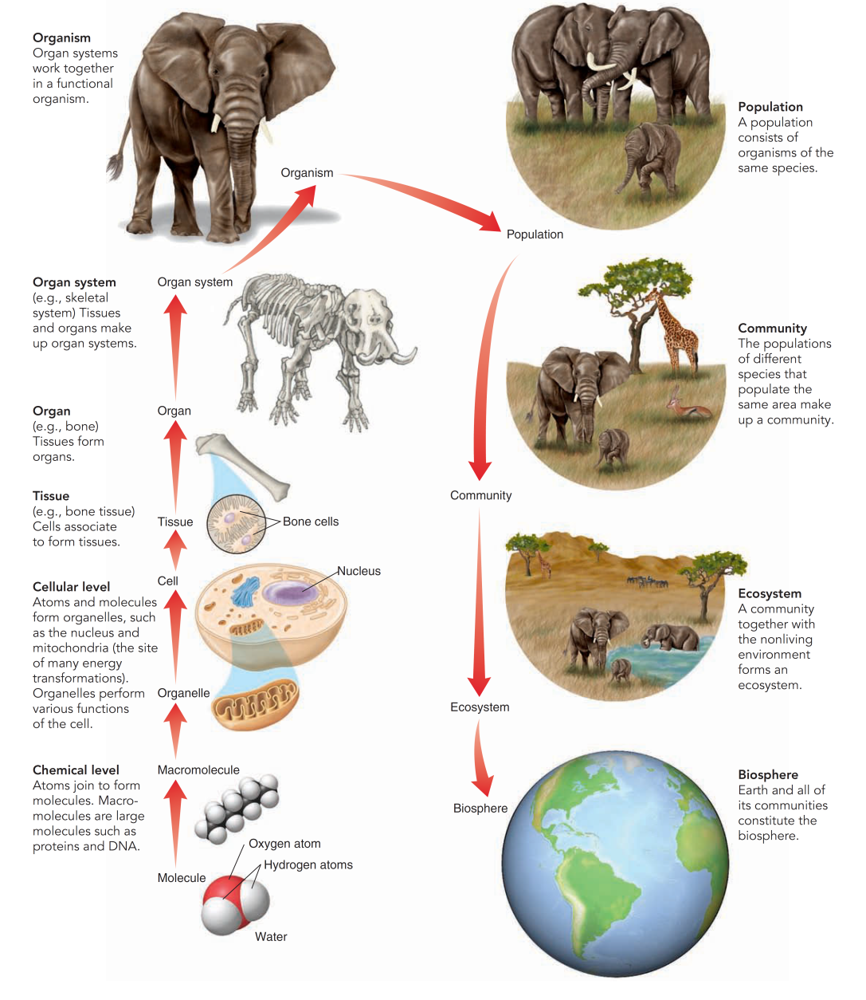 Organism
Organ systems
work together
in a functional
organism.
Organism
Population
A population
consists of
organisms of the
same species.
Population
Organ system
(e.g., skeletal
system) Tissues
and organs make
up organ systems.
Organ system
Community
The populations
of different
species that
populate the
same area make
up a community.
Organ
(e.g., bone)
Tissues form
organs.
Organ
Tissue
(e.g., bone tissue)
Cells associate
to form tissues.
Tissue
Bone cells
Community
Cellular level
Atoms and molecules
form organelles, such
as the nucleus and
mitochondria (the site
of many energy
transformations).
Organelles perform
various functions
of the cell.
Cell
Nucleus
Organelle
Ecosystem
A community
together with
the nonliving
environment
forms an
ecosystem.
Ecosystem
Chemical level
Atoms join to form
molecules. Macro-
molecules are large
molecules such as
proteins and DNA.
Macromolecule
Oxygen atom
Hydrogen atoms
Molecule
Water
Biosphere
Biosphere
Earth and all of
its communities
constitute the
biosphere.